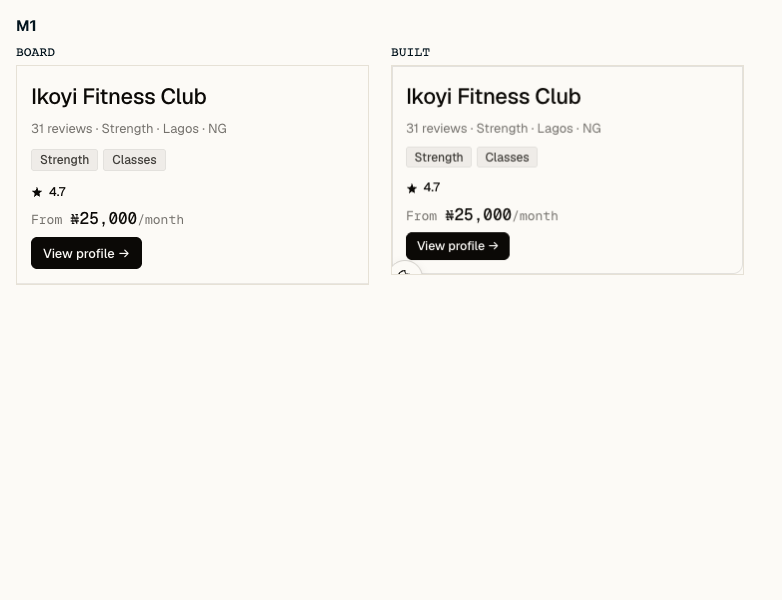 M1
BOARD
Ikoyi Fitness Club
31 reviews · Strength · Lagos · NG
Strength Classes
★ 4.7
From ₦25,000/month
View profile →
BUILT
Ikoyi Fitness Club
31 reviews · Strength · Lagos · NG
Strength Classes
★ 4.7
From ₦25,000/month
View profile →